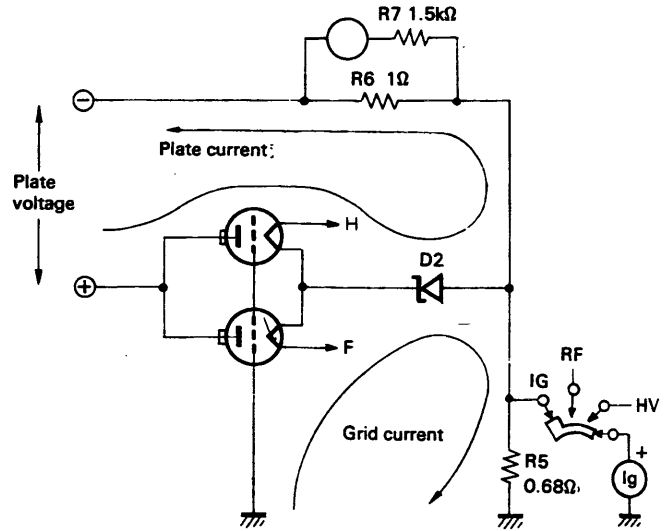 R7 1.5kΩ
R6 1Ω
−
Plate current
Plate
voltage
H
+
D2
F
RF
IG
HV
Grid current
R5
0.68Ω
+
Ig